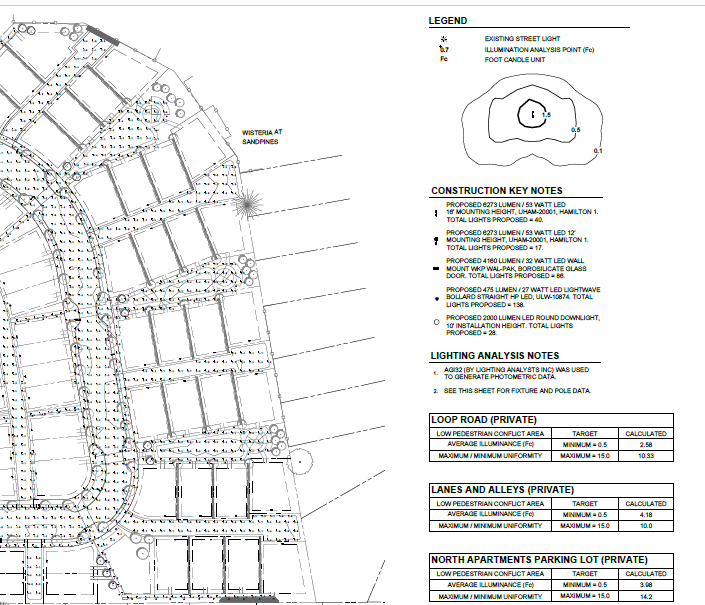 LEGEND
EXISTING STREET LIGHT
0.7 ILLUMINATION ANALYSIS POINT (Fc)
Fc FOOT CANDLE UNIT
1.5
0.5
0.1
WISTERIA AT
SANDPINES
CONSTRUCTION KEY NOTES
PROPOSED 6273 LUMEN / 53 WATT LED
16' MOUNTING HEIGHT, UHAM-20001, HAMILTON 1.
TOTAL LIGHTS PROPOSED = 40.
PROPOSED 6273 LUMEN / 53 WATT LED 12'
MOUNTING HEIGHT, UHAM-20001, HAMILTON 1.
TOTAL LIGHTS PROPOSED = 17.
PROPOSED 4160 LUMEN / 32 WATT LED WALL
MOUNT WKP WAL-PAK, BOROSILICATE GLASS
DOOR. TOTAL LIGHTS PROPOSED = 86.
PROPOSED 475 LUMEN / 27 WATT LED LIGHTWAVE
BOLLARD STRAIGHT HP LED, ULW-10874. TOTAL
LIGHTS PROPOSED = 138.
PROPOSED 2000 LUMEN LED ROUND DOWNLIGHT,
10' INSTALLATION HEIGHT. TOTAL LIGHTS
PROPOSED = 28.
LIGHTING ANALYSIS NOTES
1. AGI32 (BY LIGHTING ANALYSTS INC) WAS USED
TO GENERATE PHOTOMETRIC DATA.
2. SEE THIS SHEET FOR FIXTURE AND POLE DATA.
LOOP ROAD (PRIVATE)
LOW PEDESTRIAN CONFLICT AREA TARGET CALCULATED
AVERAGE ILLUMINANCE (Fc) MINIMUM = 0.5 2.58
MAXIMUM / MINIMUM UNIFORMITY MAXIMUM = 15.0 10.33
LANES AND ALLEYS (PRIVATE)
LOW PEDESTRIAN CONFLICT AREA TARGET CALCULATED
AVERAGE ILLUMINANCE (Fc) MINIMUM = 0.5 4.18
MAXIMUM / MINIMUM UNIFORMITY MAXIMUM = 15.0 10.0
NORTH APARTMENTS PARKING LOT (PRIVATE)
LOW PEDESTRIAN CONFLICT AREA TARGET CALCULATED
AVERAGE ILLUMINANCE (Fc) MINIMUM = 0.5 3.98
MAXIMUM / MINIMUM UNIFORMITY MAXIMUM = 15.0 14.2